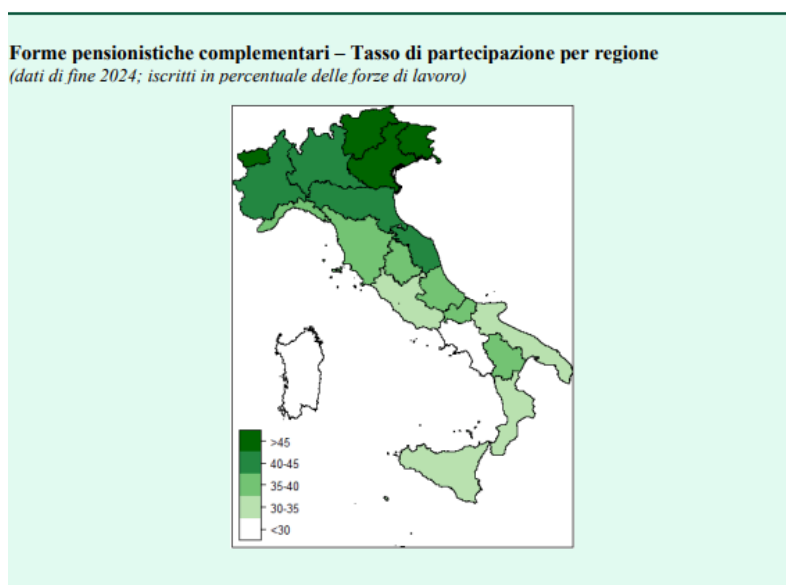 Forme pensionistiche complementari – Tasso di partecipazione per regione
(dati di fine 2024; iscritti in percentuale delle forze di lavoro)
>45
40-45
35-40
30-35
<30